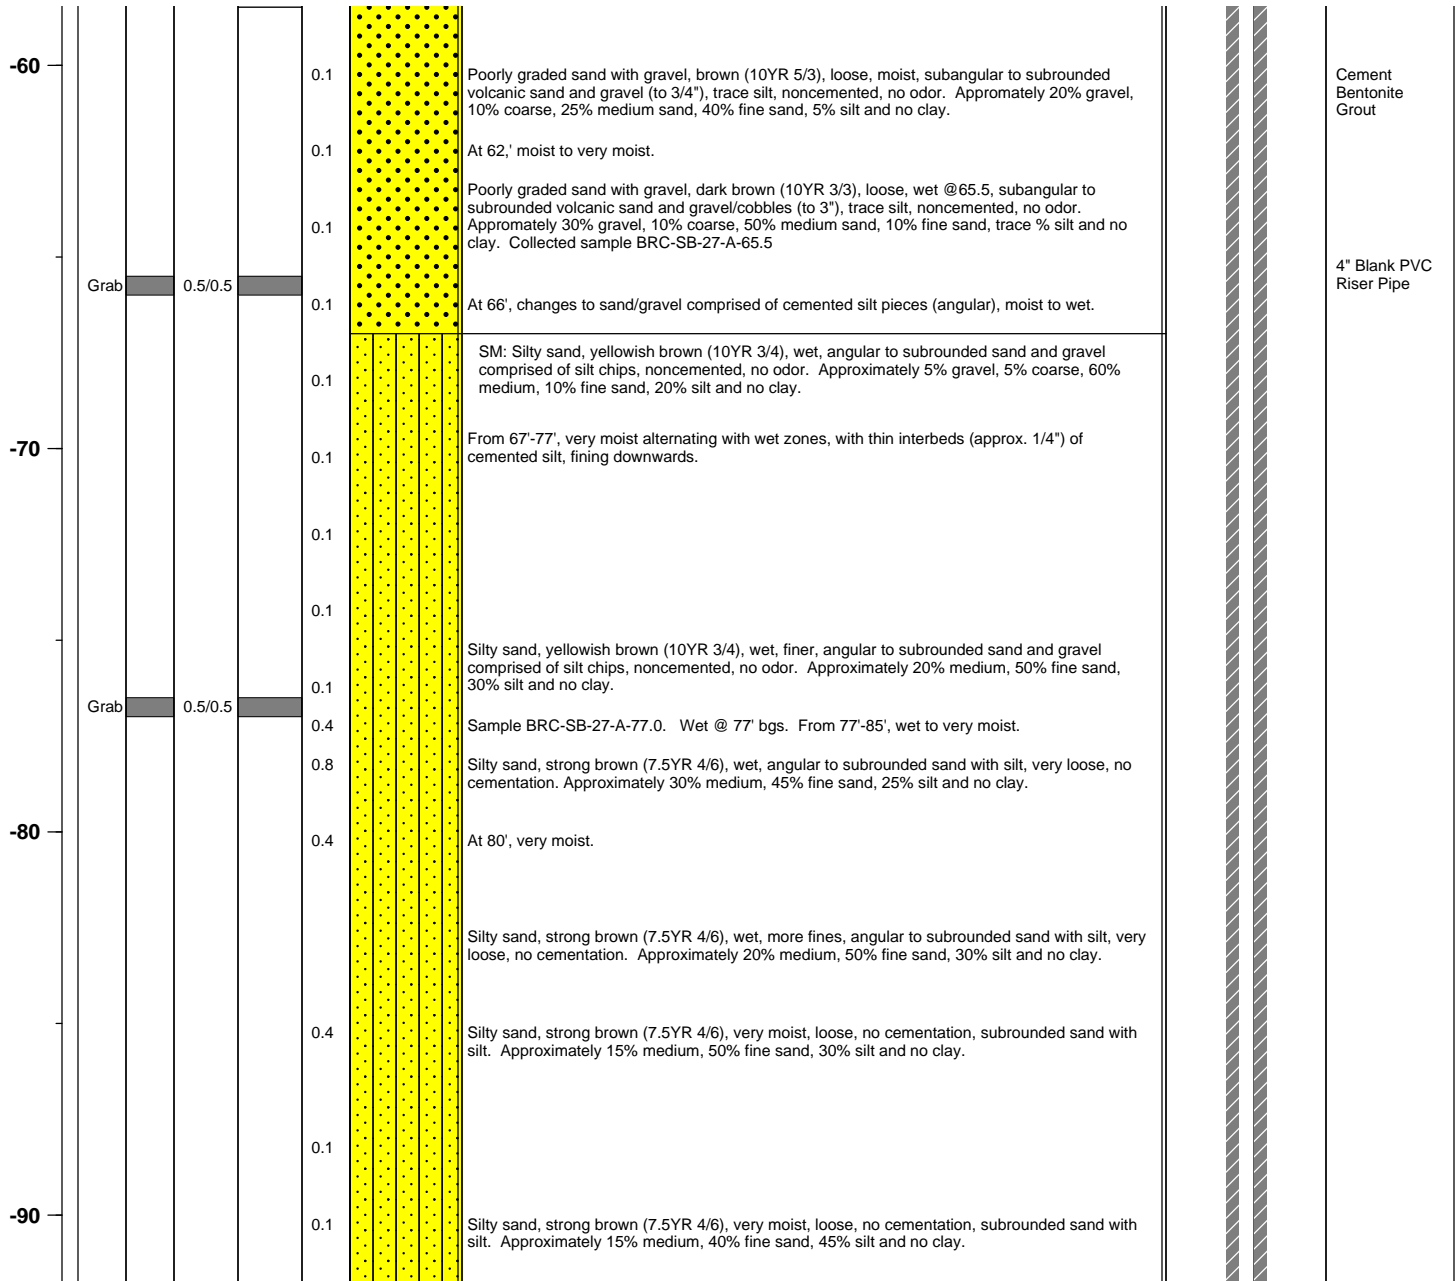 -60
0.1
Poorly graded sand with gravel, brown (10YR 5/3), loose, moist, subangular to subrounded
volcanic sand and gravel (to 3/4"), trace silt, noncemented, no odor.  Appromately 20% gravel,
10% coarse, 25% medium sand, 40% fine sand, 5% silt and no clay.
Cement
Bentonite
Grout
0.1
At 62,' moist to very moist.
0.1
Poorly graded sand with gravel, dark brown (10YR 3/3), loose, wet @65.5, subangular to
subrounded volcanic sand and gravel/cobbles (to 3"), trace silt, noncemented, no odor.
Appromately 30% gravel, 10% coarse, 50% medium sand, 10% fine sand, trace % silt and no
clay.  Collected sample BRC-SB-27-A-65.5
4" Blank PVC
Riser Pipe
Grab
0.5/0.5
0.1
At 66', changes to sand/gravel comprised of cemented silt pieces (angular), moist to wet.
0.1
SM: Silty sand, yellowish brown (10YR 3/4), wet, angular to subrounded sand and gravel
comprised of silt chips, noncemented, no odor.  Approximately 5% gravel, 5% coarse, 60%
medium, 10% fine sand, 20% silt and no clay.
-70
0.1
From 67'-77', very moist alternating with wet zones, with thin interbeds (approx. 1/4") of
cemented silt, fining downwards.
0.1
0.1
0.1
Silty sand, yellowish brown (10YR 3/4), wet, finer, angular to subrounded sand and gravel
comprised of silt chips, noncemented, no odor.  Approximately 20% medium, 50% fine sand,
30% silt and no clay.
Grab
0.5/0.5
0.4
Sample BRC-SB-27-A-77.0.   Wet @ 77' bgs.  From 77'-85', wet to very moist.
0.8
Silty sand, strong brown (7.5YR 4/6), wet, angular to subrounded sand with silt, very loose, no
cementation. Approximately 30% medium, 45% fine sand, 25% silt and no clay.
-80
0.4
At 80', very moist.
Silty sand, strong brown (7.5YR 4/6), wet, more fines, angular to subrounded sand with silt, very
loose, no cementation.  Approximately 20% medium, 50% fine sand, 30% silt and no clay.
0.4
Silty sand, strong brown (7.5YR 4/6), very moist, loose, no cementation, subrounded sand with
silt.  Approximately 15% medium, 50% fine sand, 30% silt and no clay.
0.1
-90
0.1
Silty sand, strong brown (7.5YR 4/6), very moist, loose, no cementation, subrounded sand with
silt.  Approximately 15% medium, 40% fine sand, 45% silt and no clay.